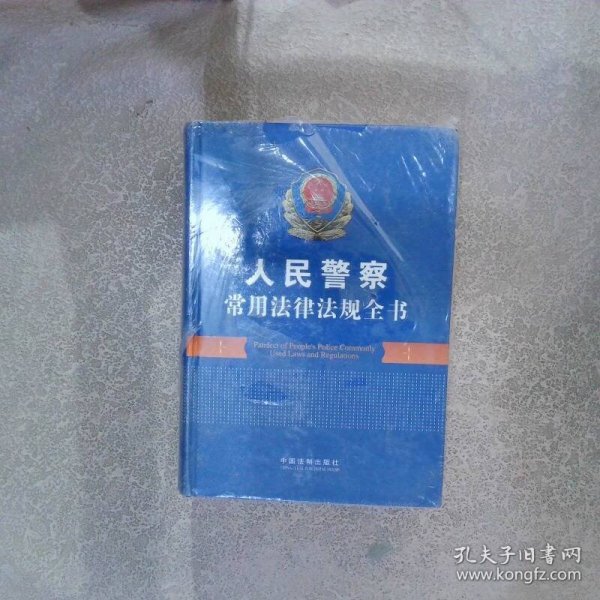 人民警察
常用法律法规全书
Pandect of People's Police Commonly
Used Laws and Regulations
中国法制出版社
孔夫子旧书网
www.kongfz.com